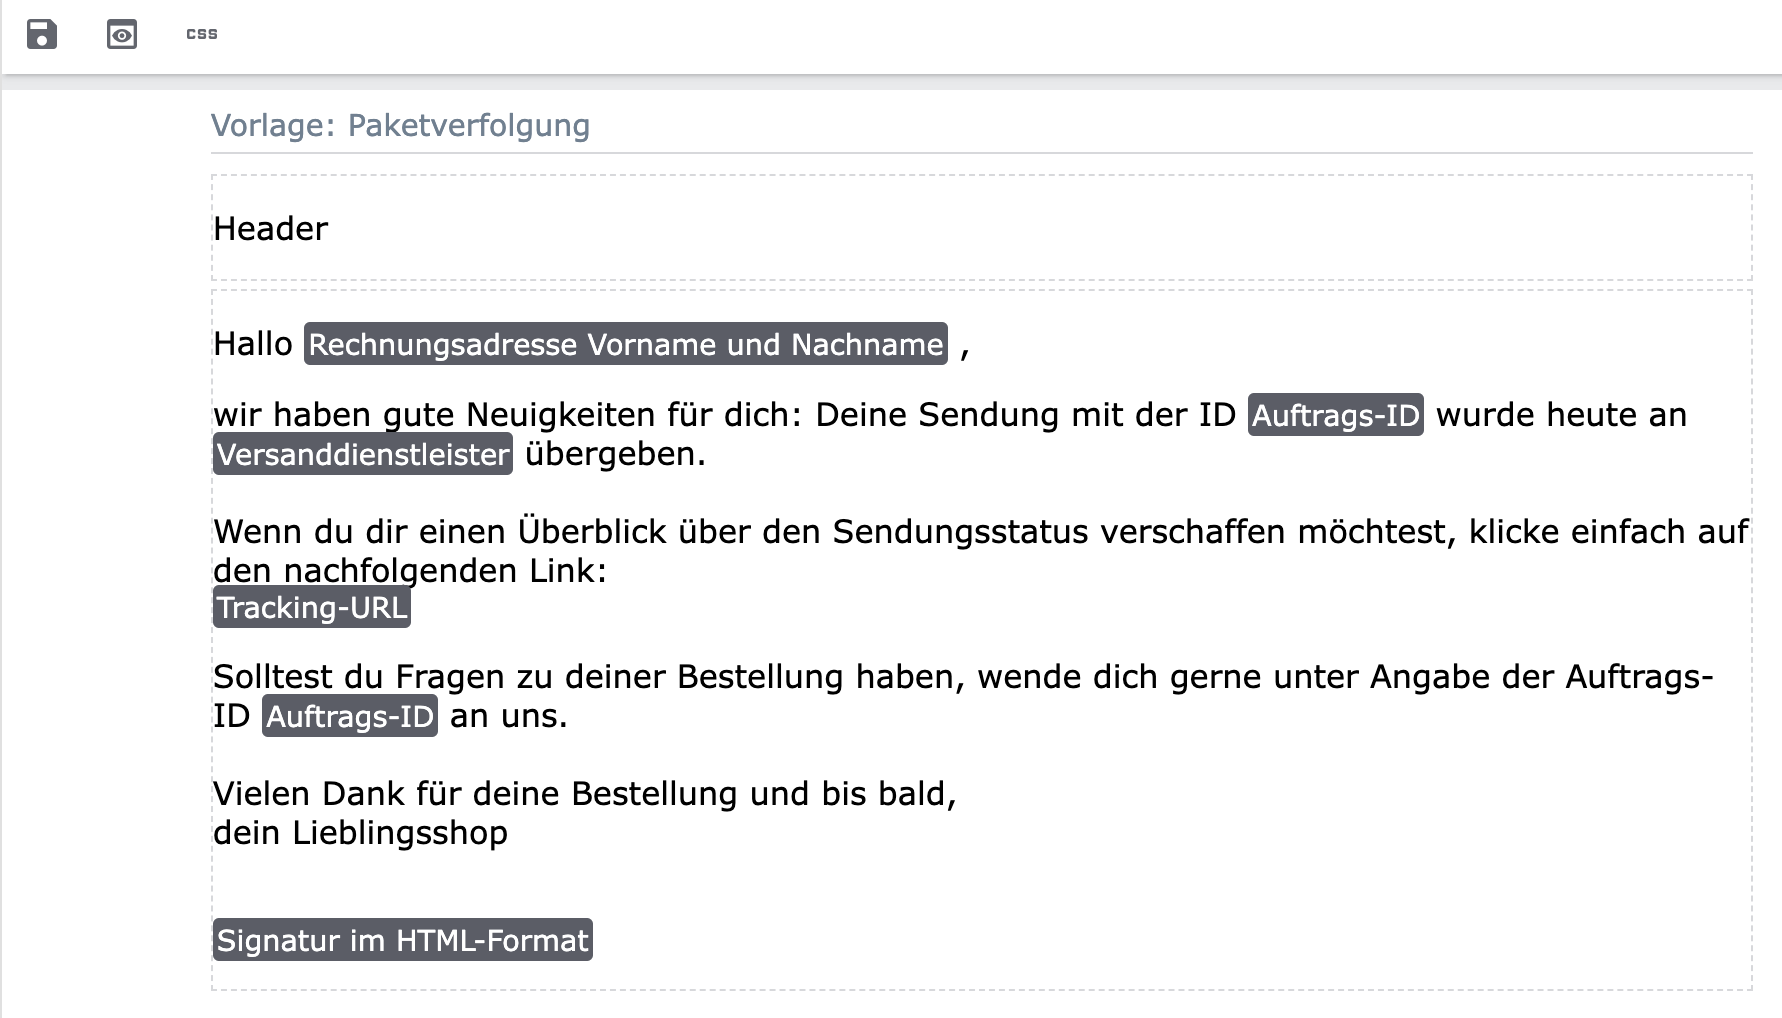 css
Vorlage: Paketverfolgung
Header
Hallo Rechnungsadresse Vorname und Nachname ,
wir haben gute Neuigkeiten für dich: Deine Sendung mit der ID Auftrags-ID wurde heute an
Versanddienstleister übergeben.
Wenn du dir einen Überblick über den Sendungsstatus verschaffen möchtest, klicke einfach auf
den nachfolgenden Link:
Tracking-URL
Solltest du Fragen zu deiner Bestellung haben, wende dich gerne unter Angabe der Auftrags-
ID Auftrags-ID an uns.
Vielen Dank für deine Bestellung und bis bald,
dein Lieblingsshop
Signatur im HTML-Format